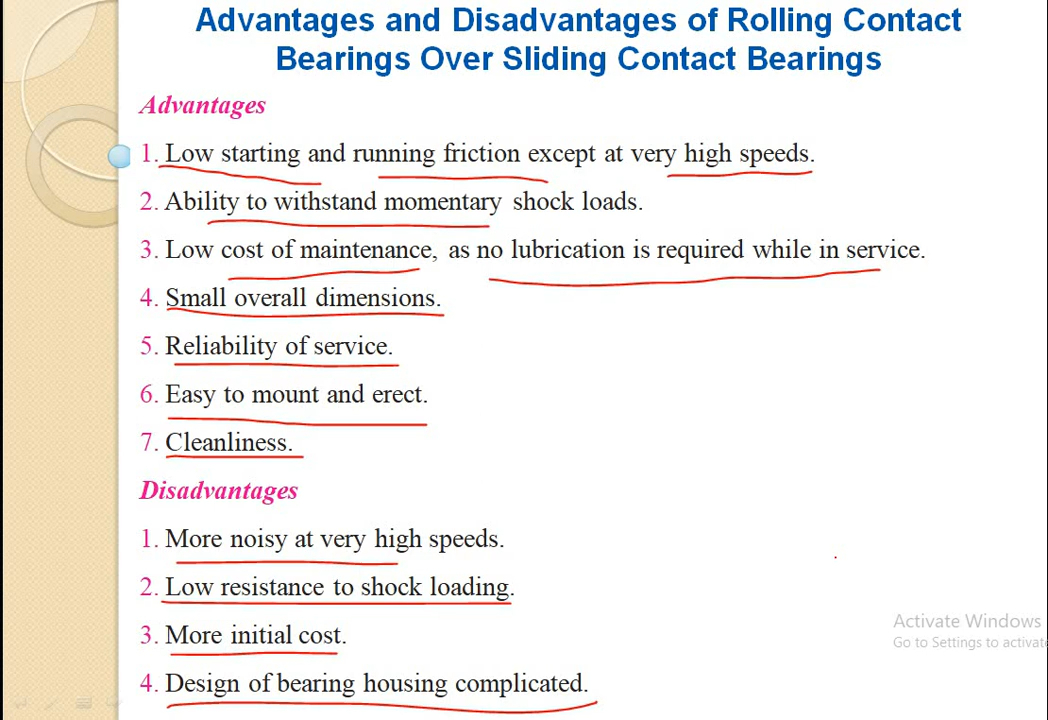 Advantages and Disadvantages of Rolling Contact
Bearings Over Sliding Contact Bearings
Advantages
1. Low starting and running friction except at very high speeds.
2. Ability to withstand momentary shock loads.
3. Low cost of maintenance, as no lubrication is required while in service.
4. Small overall dimensions.
5. Reliability of service.
6. Easy to mount and erect.
7. Cleanliness.
Disadvantages
1. More noisy at very high speeds.
2. Low resistance to shock loading.
3. More initial cost.
4. Design of bearing housing complicated.
Activate Windows
Go to Settings to activate